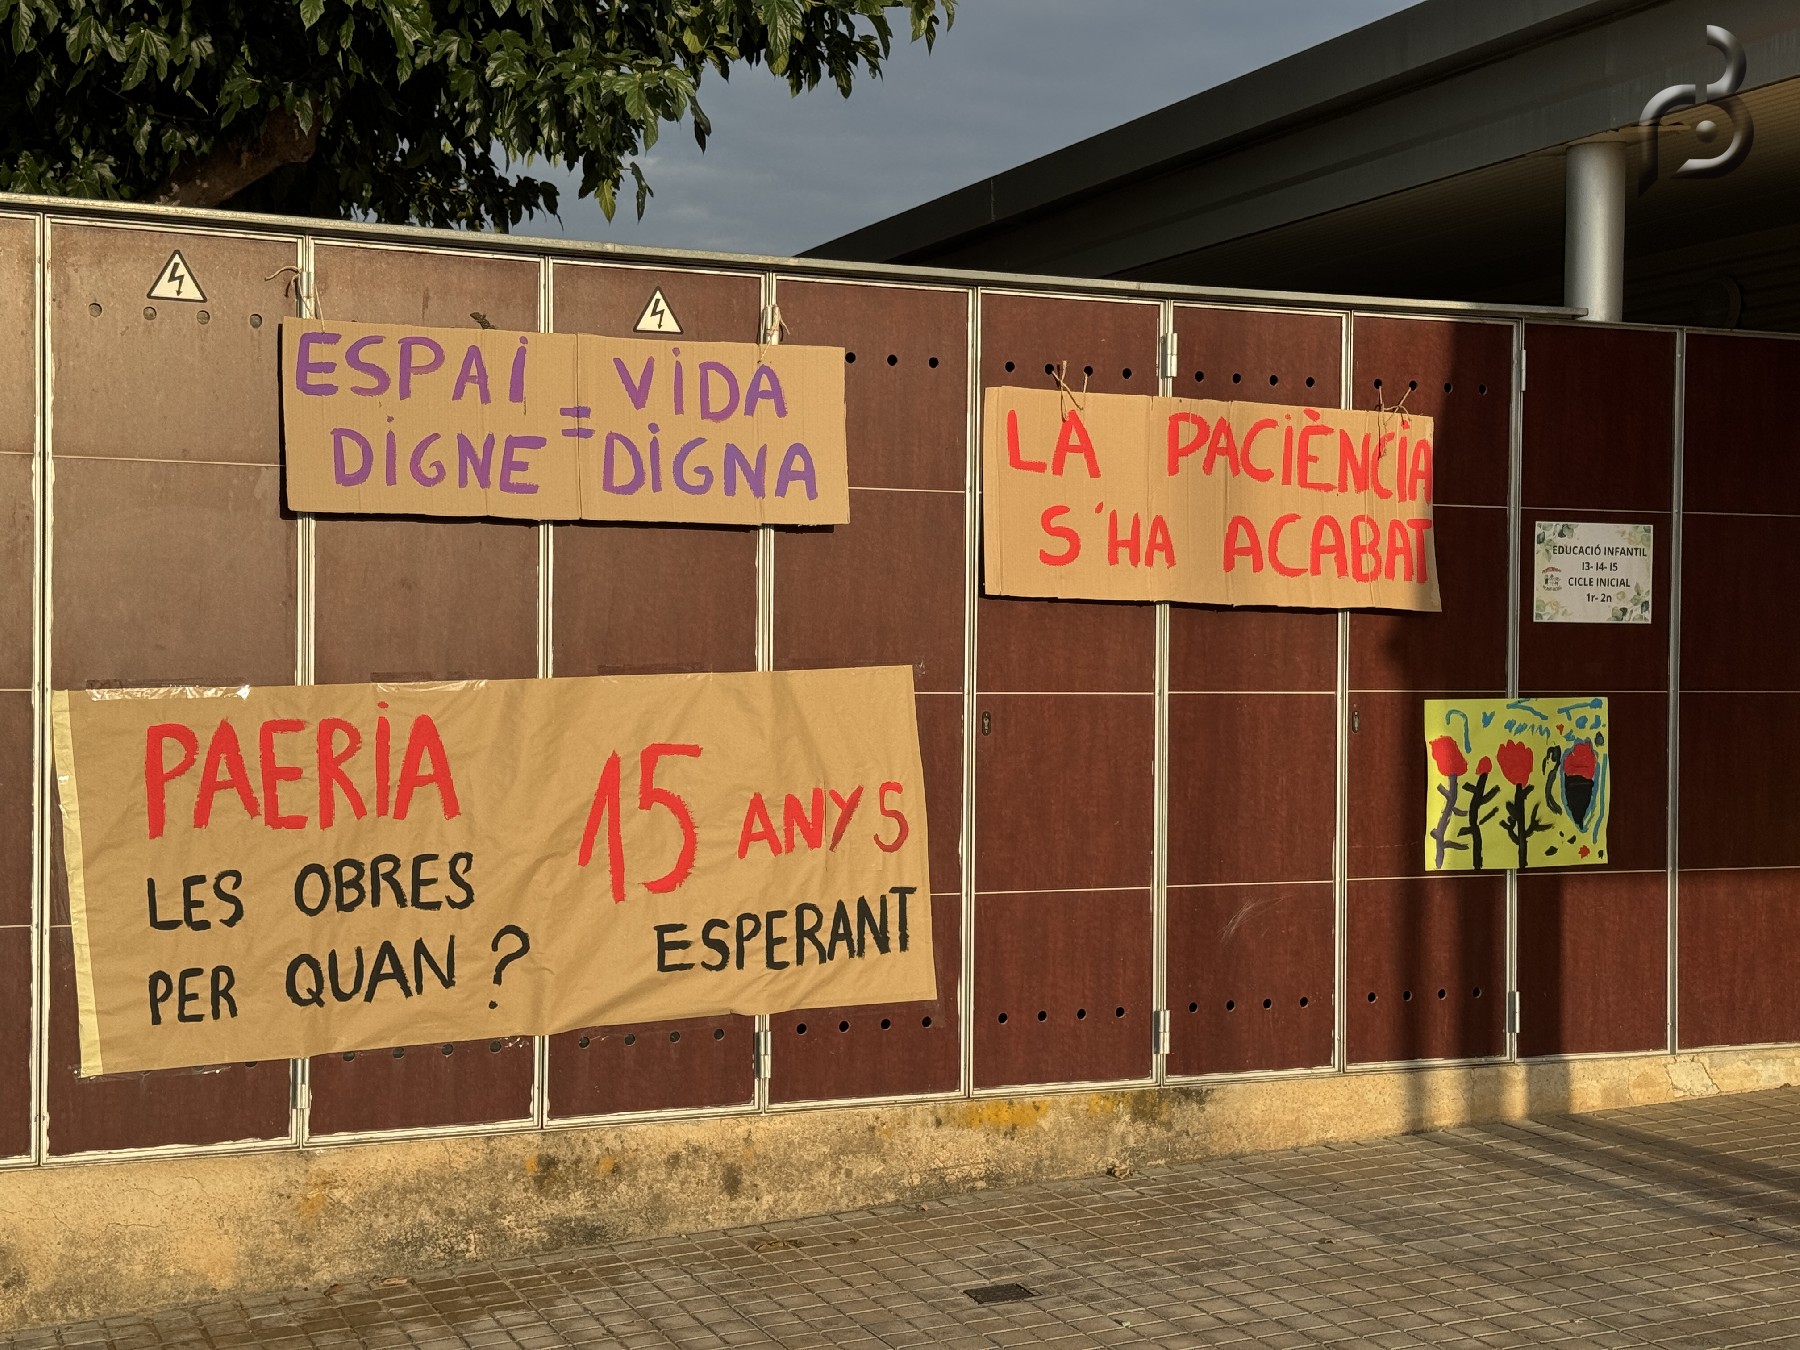 ESPAI = VIDA
DIGNE DIGNA
LA PACIÈNCIA
S'HA ACABAT
EDUCACIÓ INFANTIL
I3- I4- I5
CICLE INICIAL
1r- 2n
PAERIA
LES OBRES
PER QUAN?
15 ANYS
ESPERANT